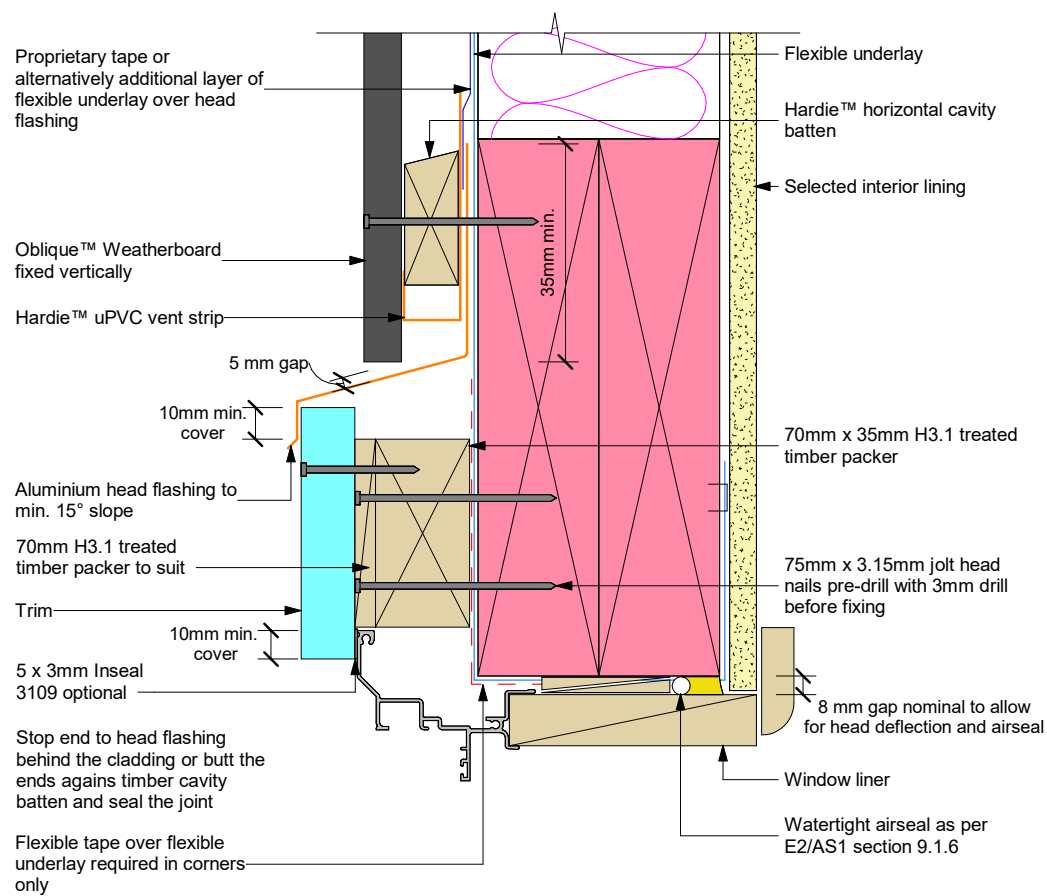 Proprietary tape or
alternatively additional layer of
flexible underlay over head
flashing
Oblique™ Weatherboard
fixed vertically
Hardie™ uPVC vent strip
5 mm gap
10mm min.
cover
Aluminium head flashing to
min. 15° slope
70mm H3.1 treated
timber packer to suit
Trim
10mm min.
cover
5 x 3mm Inseal
3109 optional
Stop end to head flashing
behind the cladding or butt the
ends agains timber cavity
batten and seal the joint
Flexible tape over flexible
underlay required in corners
only
35mm min.
Flexible underlay
Hardie™ horizontal cavity
batten
Selected interior lining
70mm x 35mm H3.1 treated
timber packer
75mm x 3.15mm jolt head
nails pre-drill with 3mm drill
before fixing
8 mm gap nominal to allow
for head deflection and airseal
Window liner
Watertight airseal as per
E2/AS1 section 9.1.6